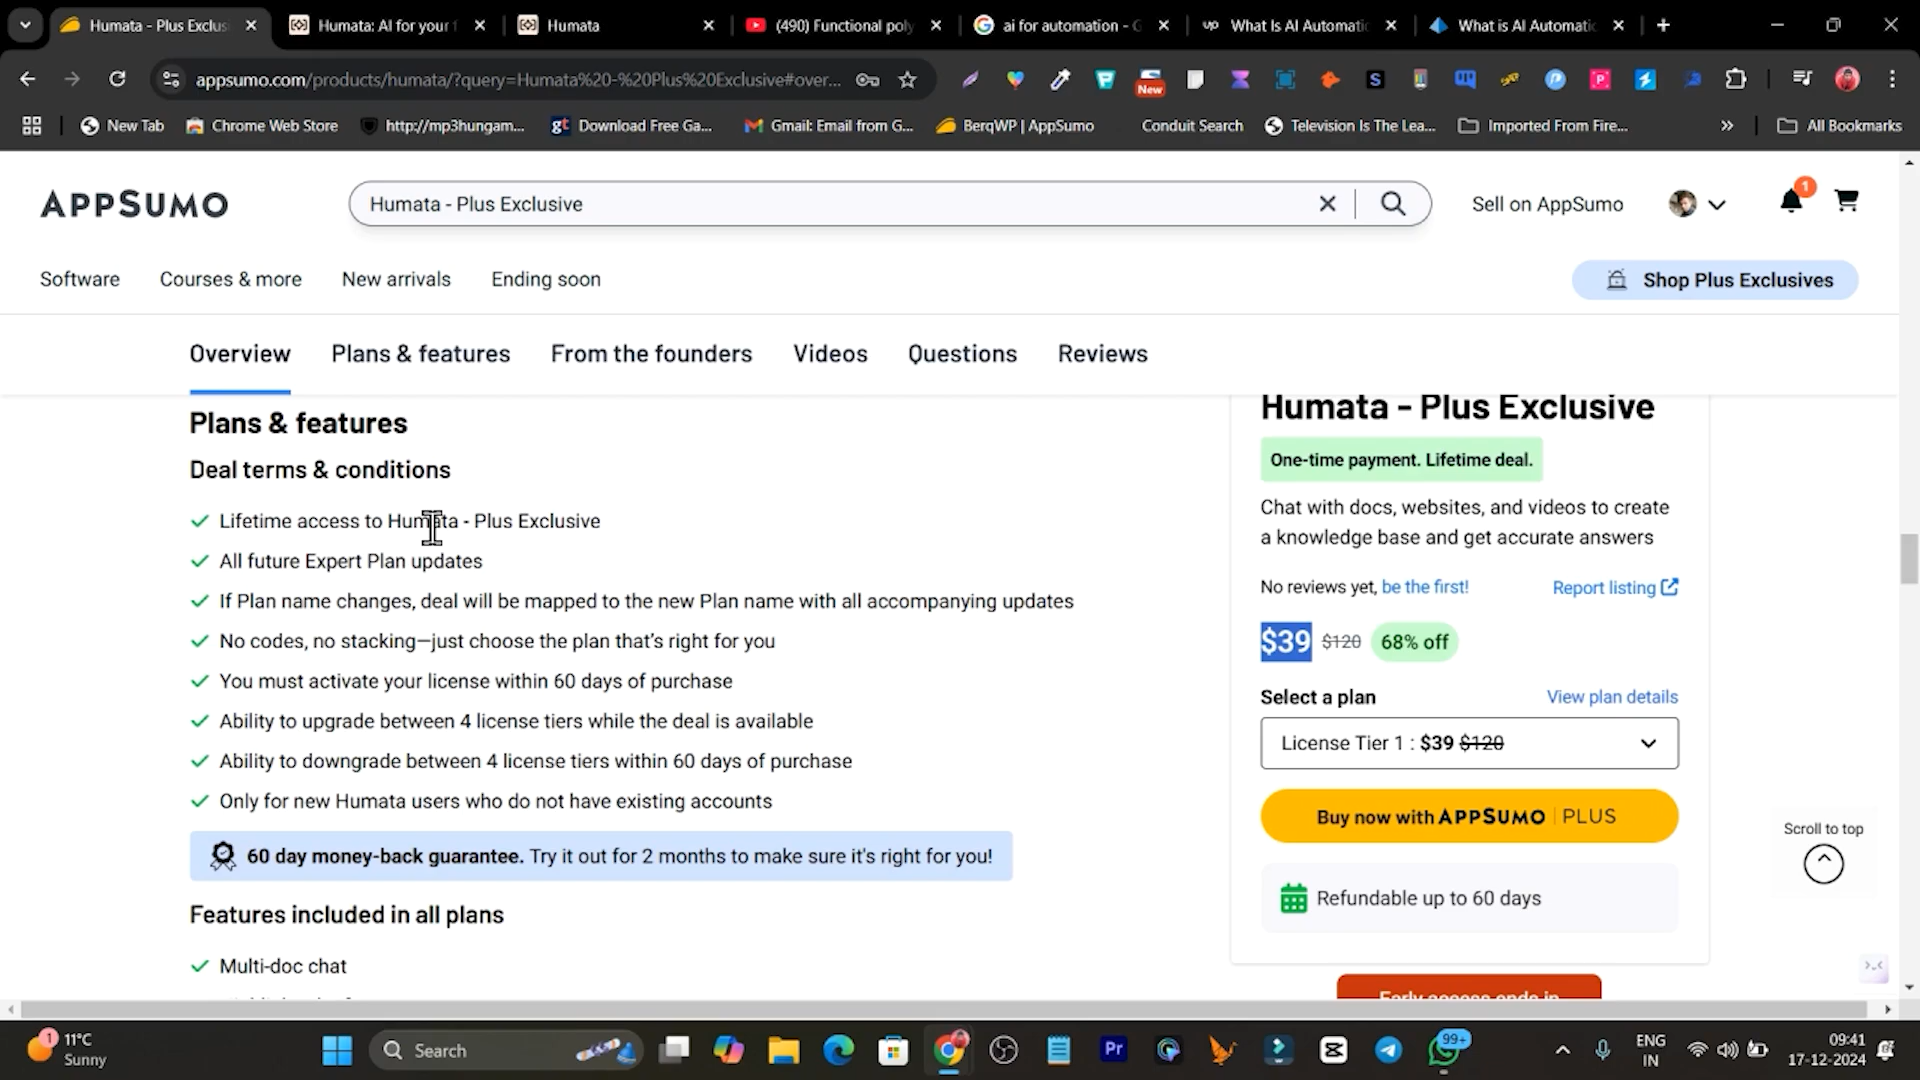 Humata - Plus Exclus
Humata: AI for your f
Humata
(490) Functional poly
ai for automation - G
What Is AI Automatic
What is AI Automatic
appsumo.com/products/humata/?query=Humata%20-%20Plus%20Exclusive#over...
New
New Tab
Chrome Web Store
http://mp3hungam...
Download Free Ga...
Gmail: Email from G...
BerqWP | AppSumo
Conduit Search
Television Is The Lea...
Imported From Fire...
All Bookmarks
APPSUMO
Humata - Plus Exclusive
Sell on AppSumo
1
Software
Courses & more
New arrivals
Ending soon
Shop Plus Exclusives
Overview
Plans & features
From the founders
Videos
Questions
Reviews
Plans & features
Deal terms & conditions
Lifetime access to Humata - Plus Exclusive
All future Expert Plan updates
If Plan name changes, deal will be mapped to the new Plan name with all accompanying updates
No codes, no stacking—just choose the plan that's right for you
You must activate your license within 60 days of purchase
Ability to upgrade between 4 license tiers while the deal is available
Ability to downgrade between 4 license tiers within 60 days of purchase
Only for new Humata users who do not have existing accounts
60 day money-back guarantee. Try it out for 2 months to make sure it's right for you!
Features included in all plans
Multi-doc chat
Humata - Plus Exclusive
One-time payment. Lifetime deal.
Chat with docs, websites, and videos to create
a knowledge base and get accurate answers
No reviews yet, be the first!
Report listing
$39 $120 68% off
Select a plan
View plan details
License Tier 1 : $39 $120
Buy now with APPSUMO | PLUS
Refundable up to 60 days
Early access ends in
Scroll to top
1
11°C
Sunny
Search
99+
ENG
IN
09:41
17-12-2024